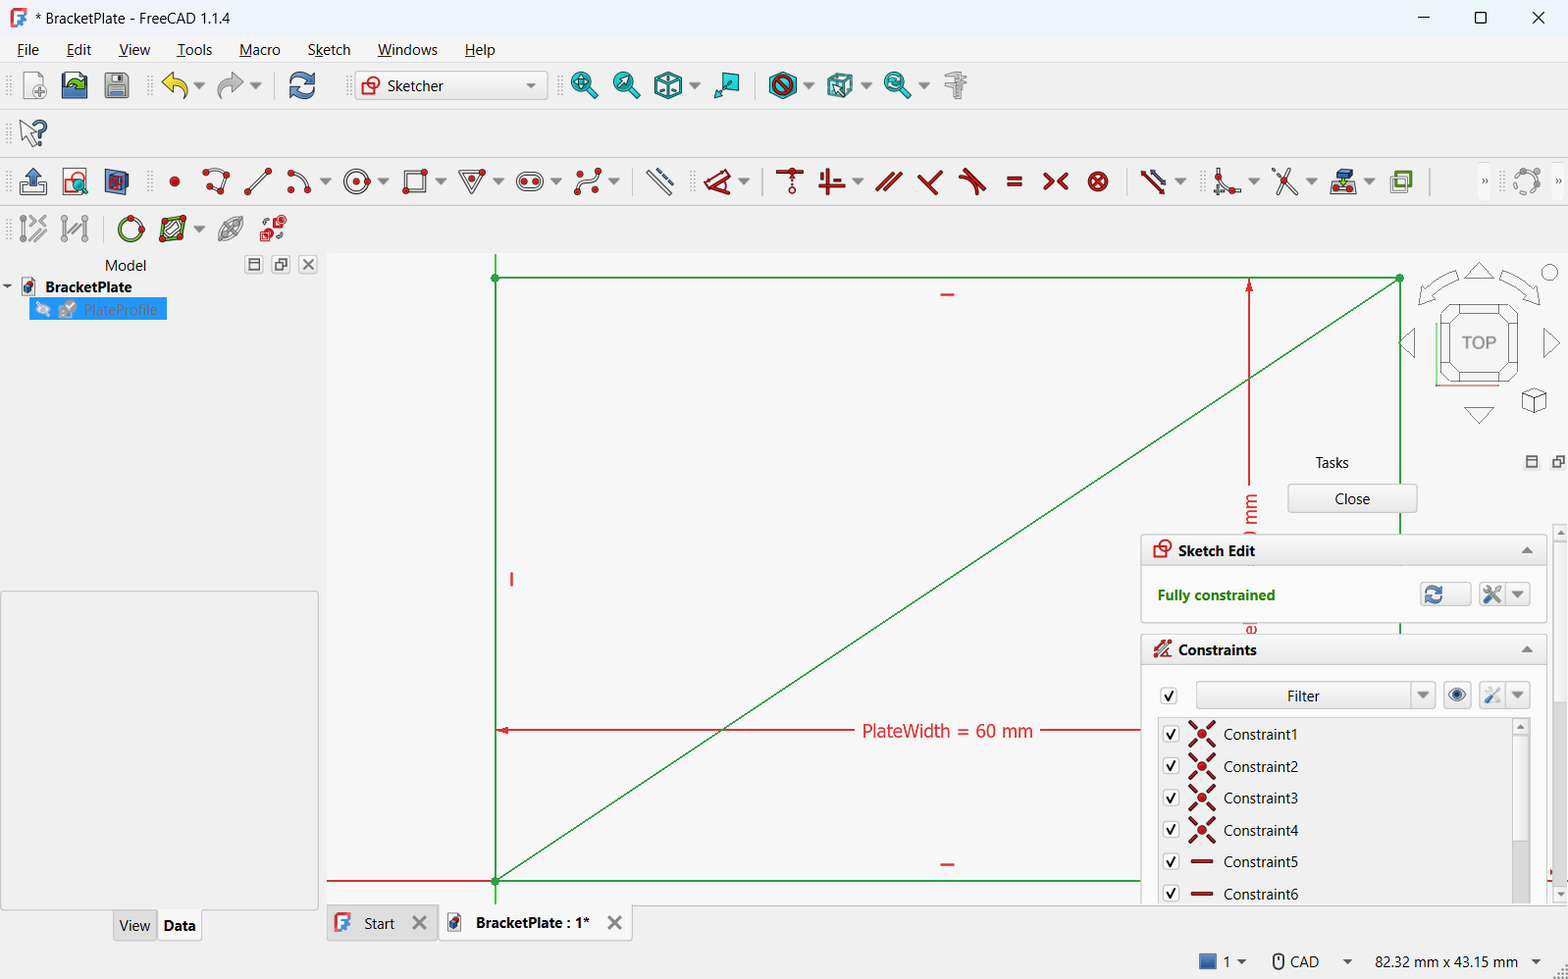 * BracketPlate - FreeCAD 1.1.4
File Edit View Tools Macro Sketch Windows Help
Sketcher
Model
BracketPlate
PlateProfile
TOP
Tasks
Close
mm
Sketch Edit
Fully constrained
Constraints
Filter
PlateWidth = 60 mm
Constraint1
Constraint2
Constraint3
Constraint4
Constraint5
Constraint6
View Data
Start
BracketPlate : 1*
1
CAD
82.32 mm x 43.15 mm